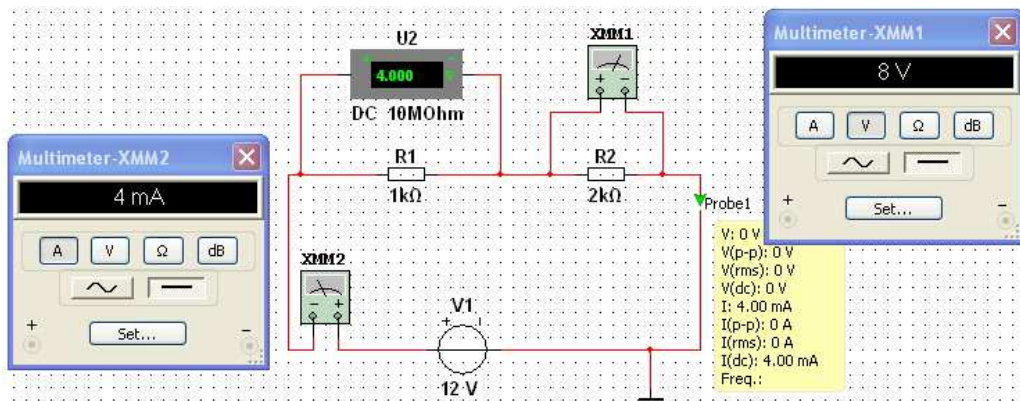 U2
4.000
V
DC 10MOhm
XMM1
+ −
R1
1kΩ
R2
2kΩ
Multimeter-XMM1
8 V
A V Ω dB
+ −
Set...
Multimeter-XMM2
4 mA
A V Ω dB
+ −
Set...
XMM2
− +
V1
+
12 V
Probe1
V: 0 V
V(p-p): 0 V
V(rms): 0 V
V(dc): 0 V
I: 4.00 mA
I(p-p): 0 A
I(rms): 0 A
I(dc): 4.00 mA
Freq.: